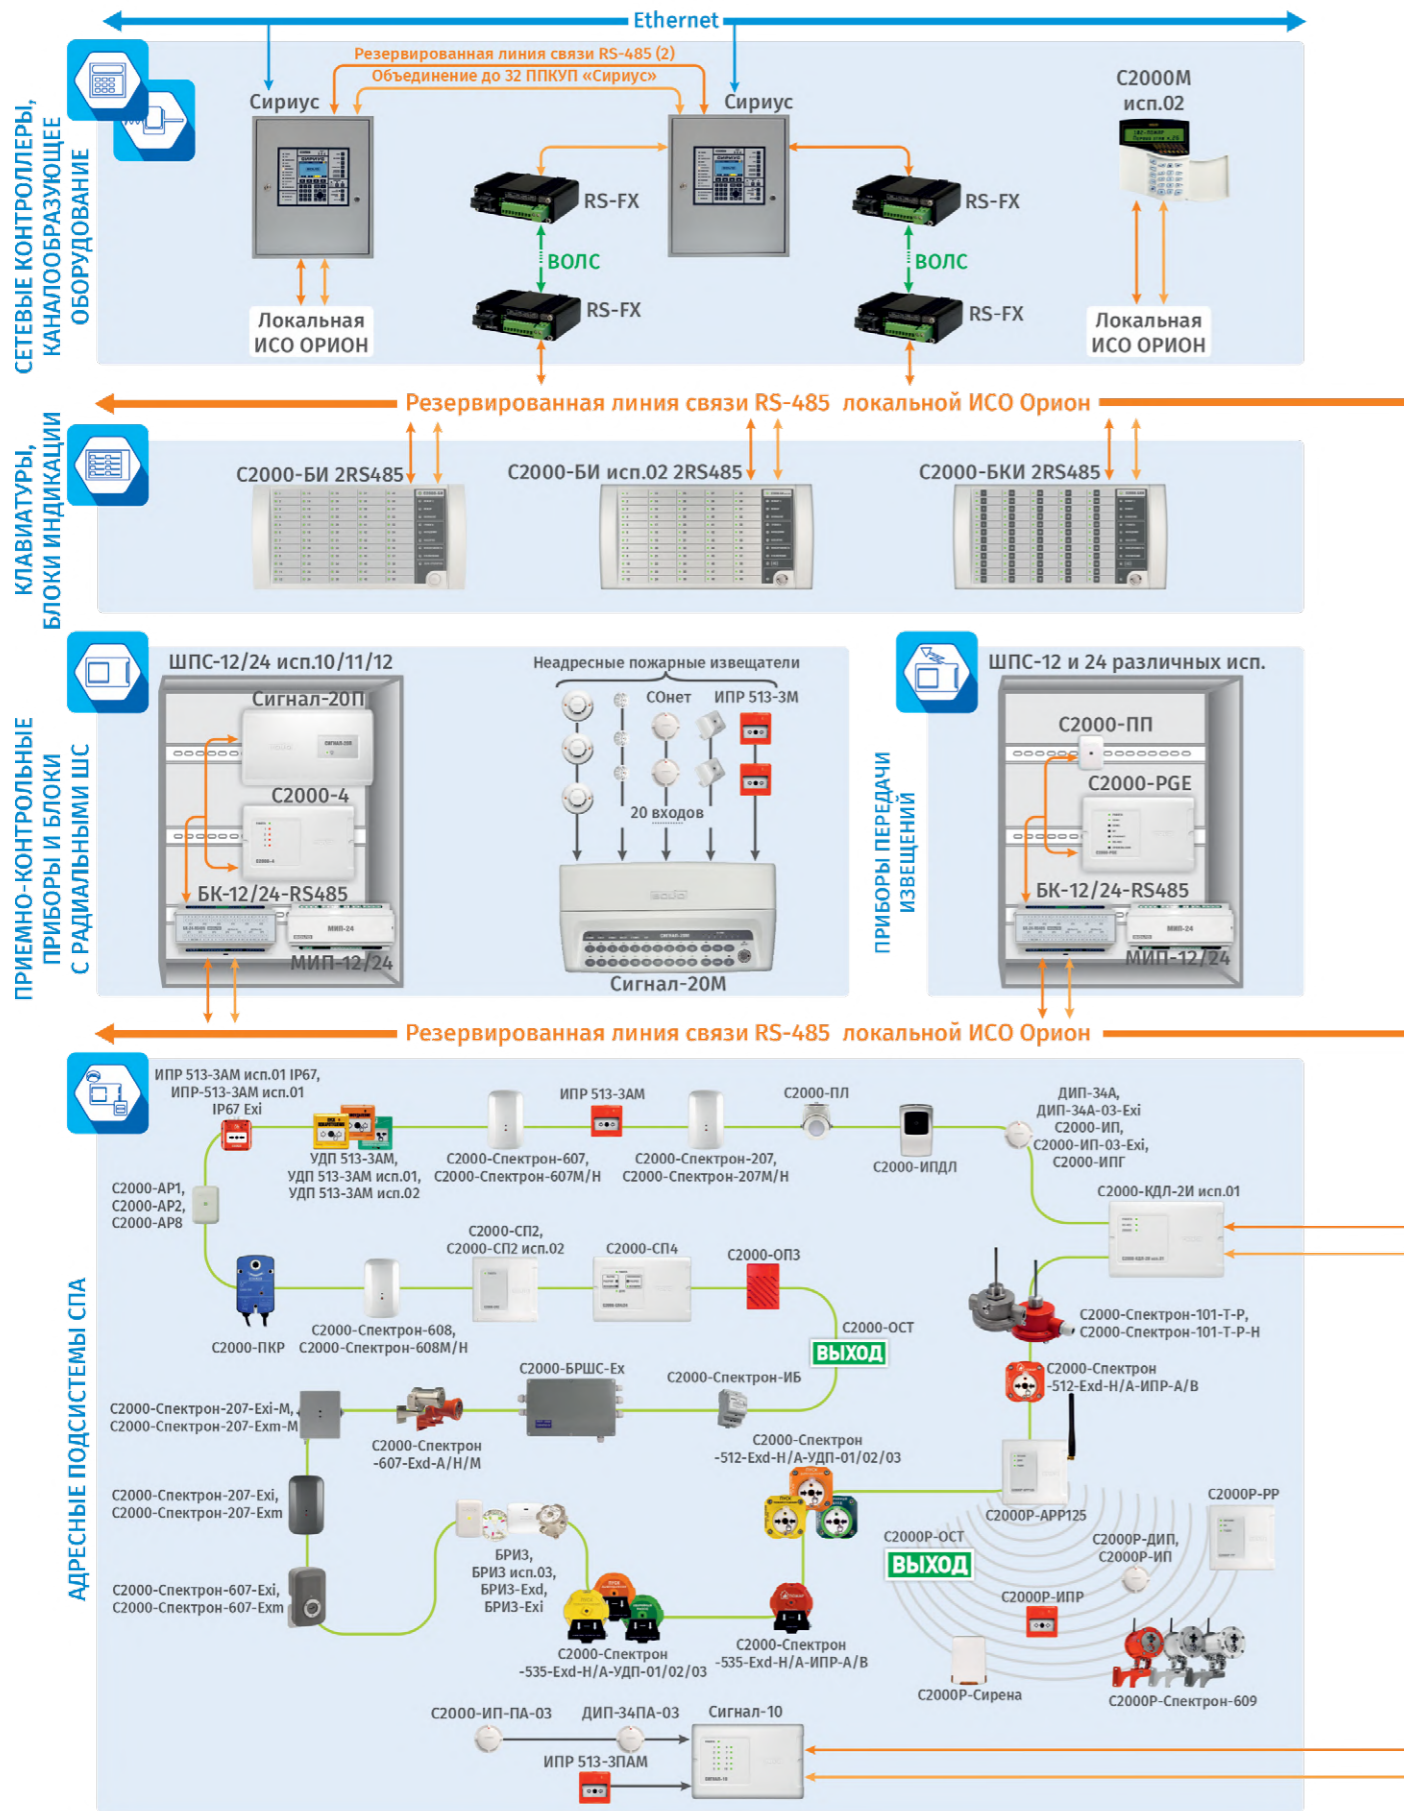 Ethernet
СЕТЕВЫЕ КОНТРОЛЛЕРЫ,
КАНАЛООБРАЗУЮЩЕЕ
ОБОРУДОВАНИЕ
Резервированная линия связи RS-485 (2)
Объединение до 32 ППКУП «Сириус»
Сириус
Сириус
С2000М
исп.02
RS-FX
RS-FX
ВОЛС
ВОЛС
RS-FX
RS-FX
Локальная
ИСО ОРИОН
Локальная
ИСО ОРИОН
Резервированная линия связи RS-485 локальной ИСО Орион
КЛАВИАТУРЫ,
БЛОКИ ИНДИКАЦИИ
С2000-БИ 2RS485
С2000-БИ исп.02 2RS485
С2000-БКИ 2RS485
ПРИЕМНО-КОНТРОЛЬНЫЕ
ПРИБОРЫ И БЛОКИ
С РАДИАЛЬНЫМИ ШС
ШПС-12/24 исп.10/11/12
Сигнал-20П
С2000-4
БК-12/24-RS485
МИП-24
МИП-12/24
Неадресные пожарные извещатели
СОнет
ИПР 513-3М
20 входов
Сигнал-20М
ПРИБОРЫ ПЕРЕДАЧИ
ИЗВЕЩЕНИЙ
ШПС-12 и 24 различных исп.
С2000-ПП
С2000-PGE
БК-12/24-RS485
МИП-24
МИП-12/24
Резервированная линия связи RS-485 локальной ИСО Орион
АДРЕСНЫЕ ПОДСИСТЕМЫ СПА
ИПР 513-3АМ исп.01 IP67,
ИПР-513-3АМ исп.01
IP67 Exi
УДП 513-3АМ,
УДП 513-3АМ исп.01,
УДП 513-3АМ исп.02
С2000-Спектрон-607,
С2000-Спектрон-607М/Н
ИПР 513-3АМ
С2000-Спектрон-207,
С2000-Спектрон-207М/Н
С2000-ПЛ
С2000-ИПДЛ
ДИП-34А,
ДИП-34А-03-Exi
С2000-ИП,
С2000-ИП-03-Exi,
С2000-ИПГ
С2000-АР1,
С2000-АР2,
С2000-АР8
С2000-КДЛ-2И исп.01
С2000-ПКР
С2000-Спектрон-608,
С2000-Спектрон-608М/Н
С2000-СП2,
С2000-СП2 исп.02
С2000-СП4
С2000-ОПЗ
С2000-ОСТ
ВЫХОД
С2000-Спектрон-101-Т-Р,
С2000-Спектрон-101-Т-Р-Н
С2000-Спектрон
-512-Exd-Н/А-ИПР-А/В
С2000-Спектрон-207-Exi-М,
С2000-Спектрон-207-Exm-М
С2000-Спектрон
-607-Exd-А/Н/М
С2000-БРШС-Ex
С2000-Спектрон-ИБ
С2000-Спектрон
-512-Exd-Н/А-УДП-01/02/03
С2000-Спектрон-207-Exi,
С2000-Спектрон-207-Exm
С2000Р-АРР125
С2000Р-РР
С2000Р-ОСТ
ВЫХОД
С2000Р-ДИП,
С2000Р-ИП
С2000-Спектрон-607-Exi,
С2000-Спектрон-607-Exm
БРИЗ,
БРИЗ исп.03,
БРИЗ-Exd,
БРИЗ-Exi
С2000Р-ИПР
С2000-Спектрон
-535-Exd-Н/А-УДП-01/02/03
С2000-Спектрон
-535-Exd-Н/А-ИПР-А/В
С2000Р-Сирена
С2000Р-Спектрон-609
С2000-ИП-ПА-03
ДИП-34ПА-03
Сигнал-10
ИПР 513-3ПАМ